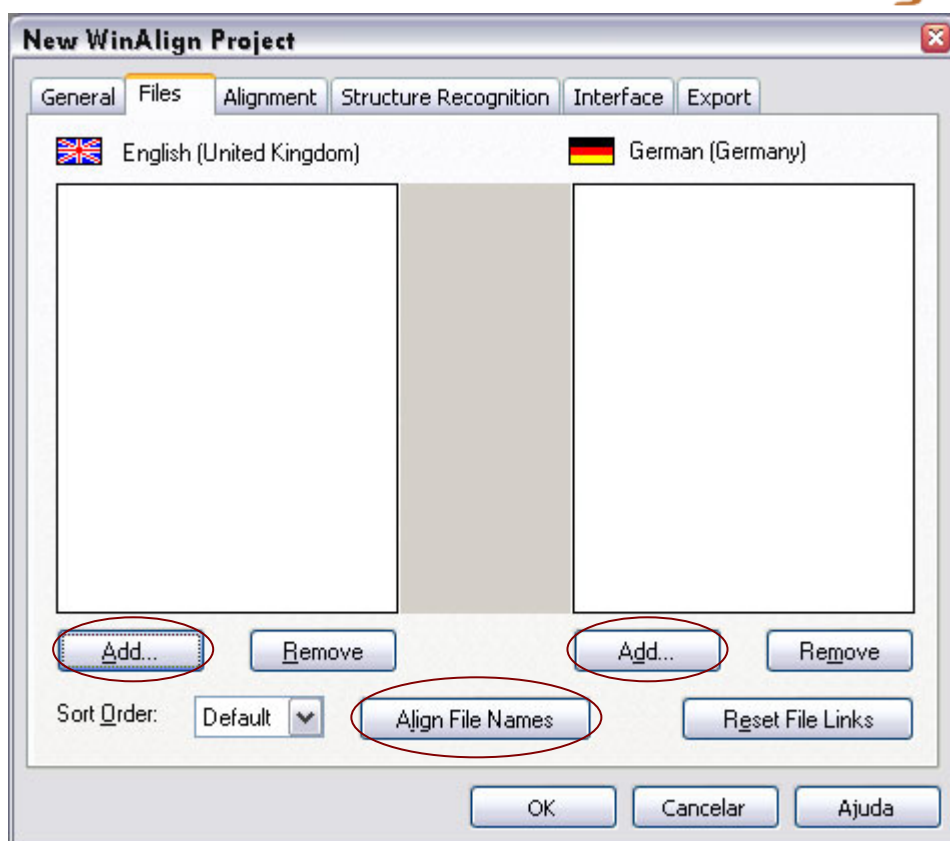 New WinAlign Project
General Files Alignment Structure Recognition Interface Export
English (United Kingdom) German (Germany)
Add... Remove Add... Remove
Sort Order: Default Align File Names Reset File Links
OK Cancelar Ajuda